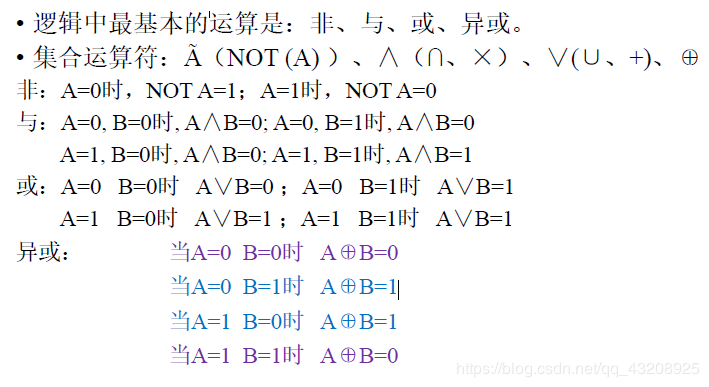 • 逻辑中最基本的运算是：非、与、或、异或。
• 集合运算符：Ã（NOT (A) ）、∧（∩、×）、∨(∪、+)、⊕
非：A=0时，NOT A=1；A=1时，NOT A=0
与：A=0, B=0时, A∧B=0; A=0, B=1时, A∧B=0
A=1, B=0时, A∧B=0; A=1, B=1时, A∧B=1
或：A=0 B=0时 A∨B=0；A=0 B=1时 A∨B=1
A=1 B=0时 A∨B=1；A=1 B=1时 A∨B=1
异或： 当A=0 B=0时 A⊕B=0
当A=0 B=1时 A⊕B=1
当A=1 B=0时 A⊕B=1
当A=1 B=1时 A⊕B=0
https://blog.csdn.net/qq_43208925